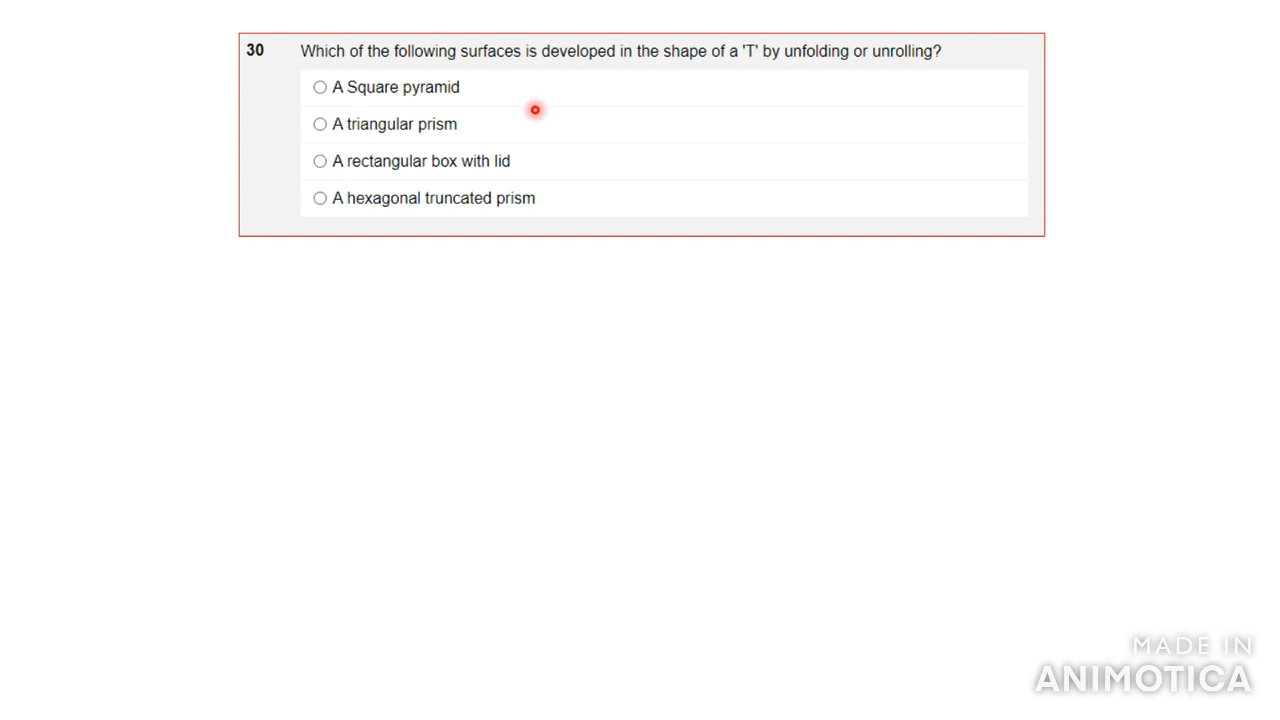 30 Which of the following surfaces is developed in the shape of a 'T' by unfolding or unrolling?
A Square pyramid
A triangular prism
A rectangular box with lid
A hexagonal truncated prism
MADE IN
ANIMOTICA